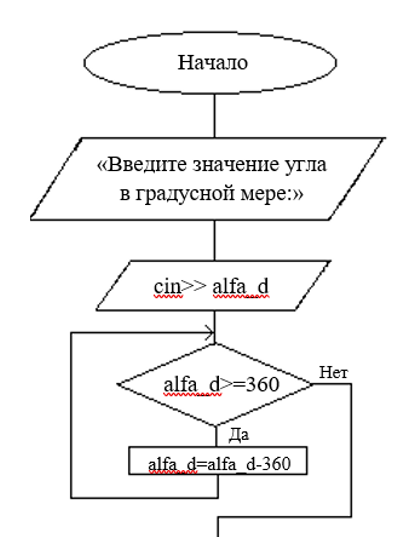 Начало
«Введите значение угла
в градусной мере:»
cin>> alfa_d
alfa_d>=360
Нет
Да
alfa_d=alfa_d-360